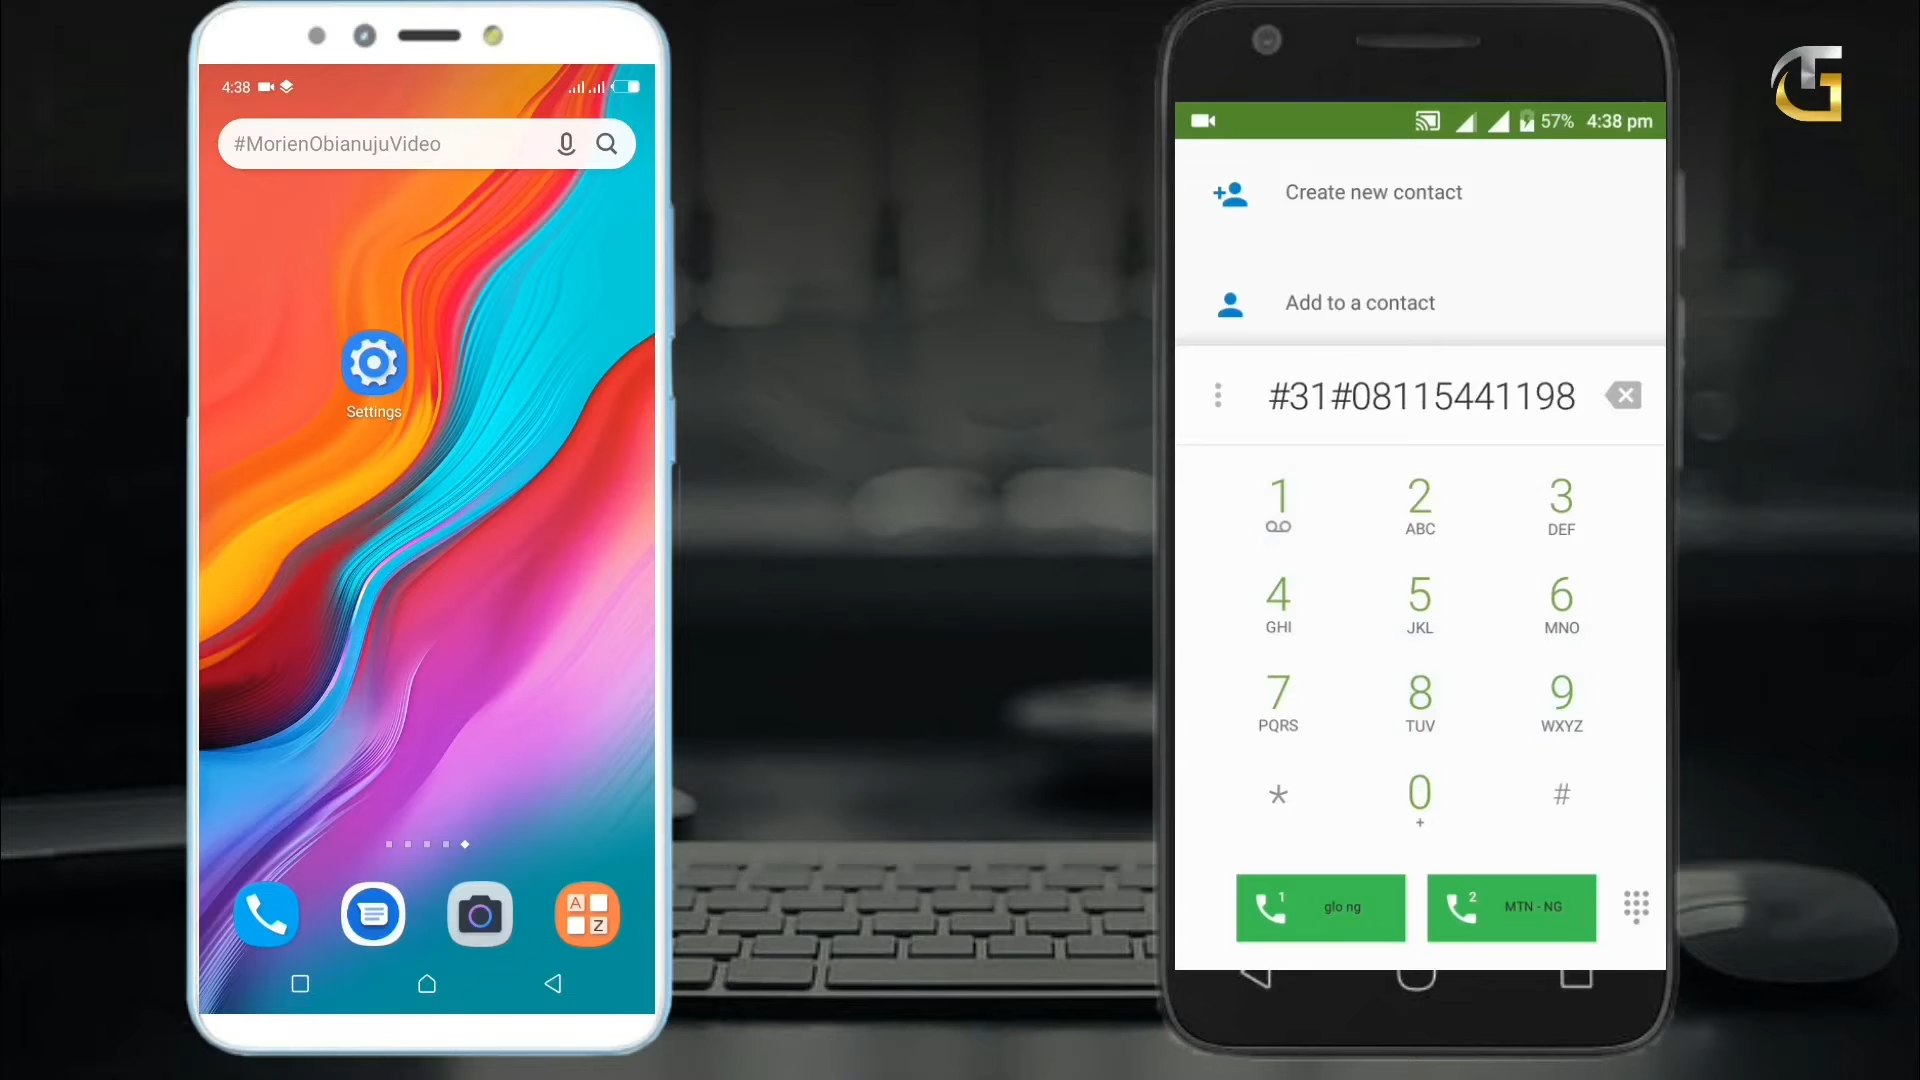 4:38
#MorienObianujuVideo
Settings
A
Z
TG
57% 4:38 pm
Create new contact
Add to a contact
#31#08115441198
1
2
ABC
3
DEF
4
GHI
5
JKL
6
MNO
7
PQRS
8
TUV
9
WXYZ
*
0
+
#
1 glo ng
2 MTN - NG